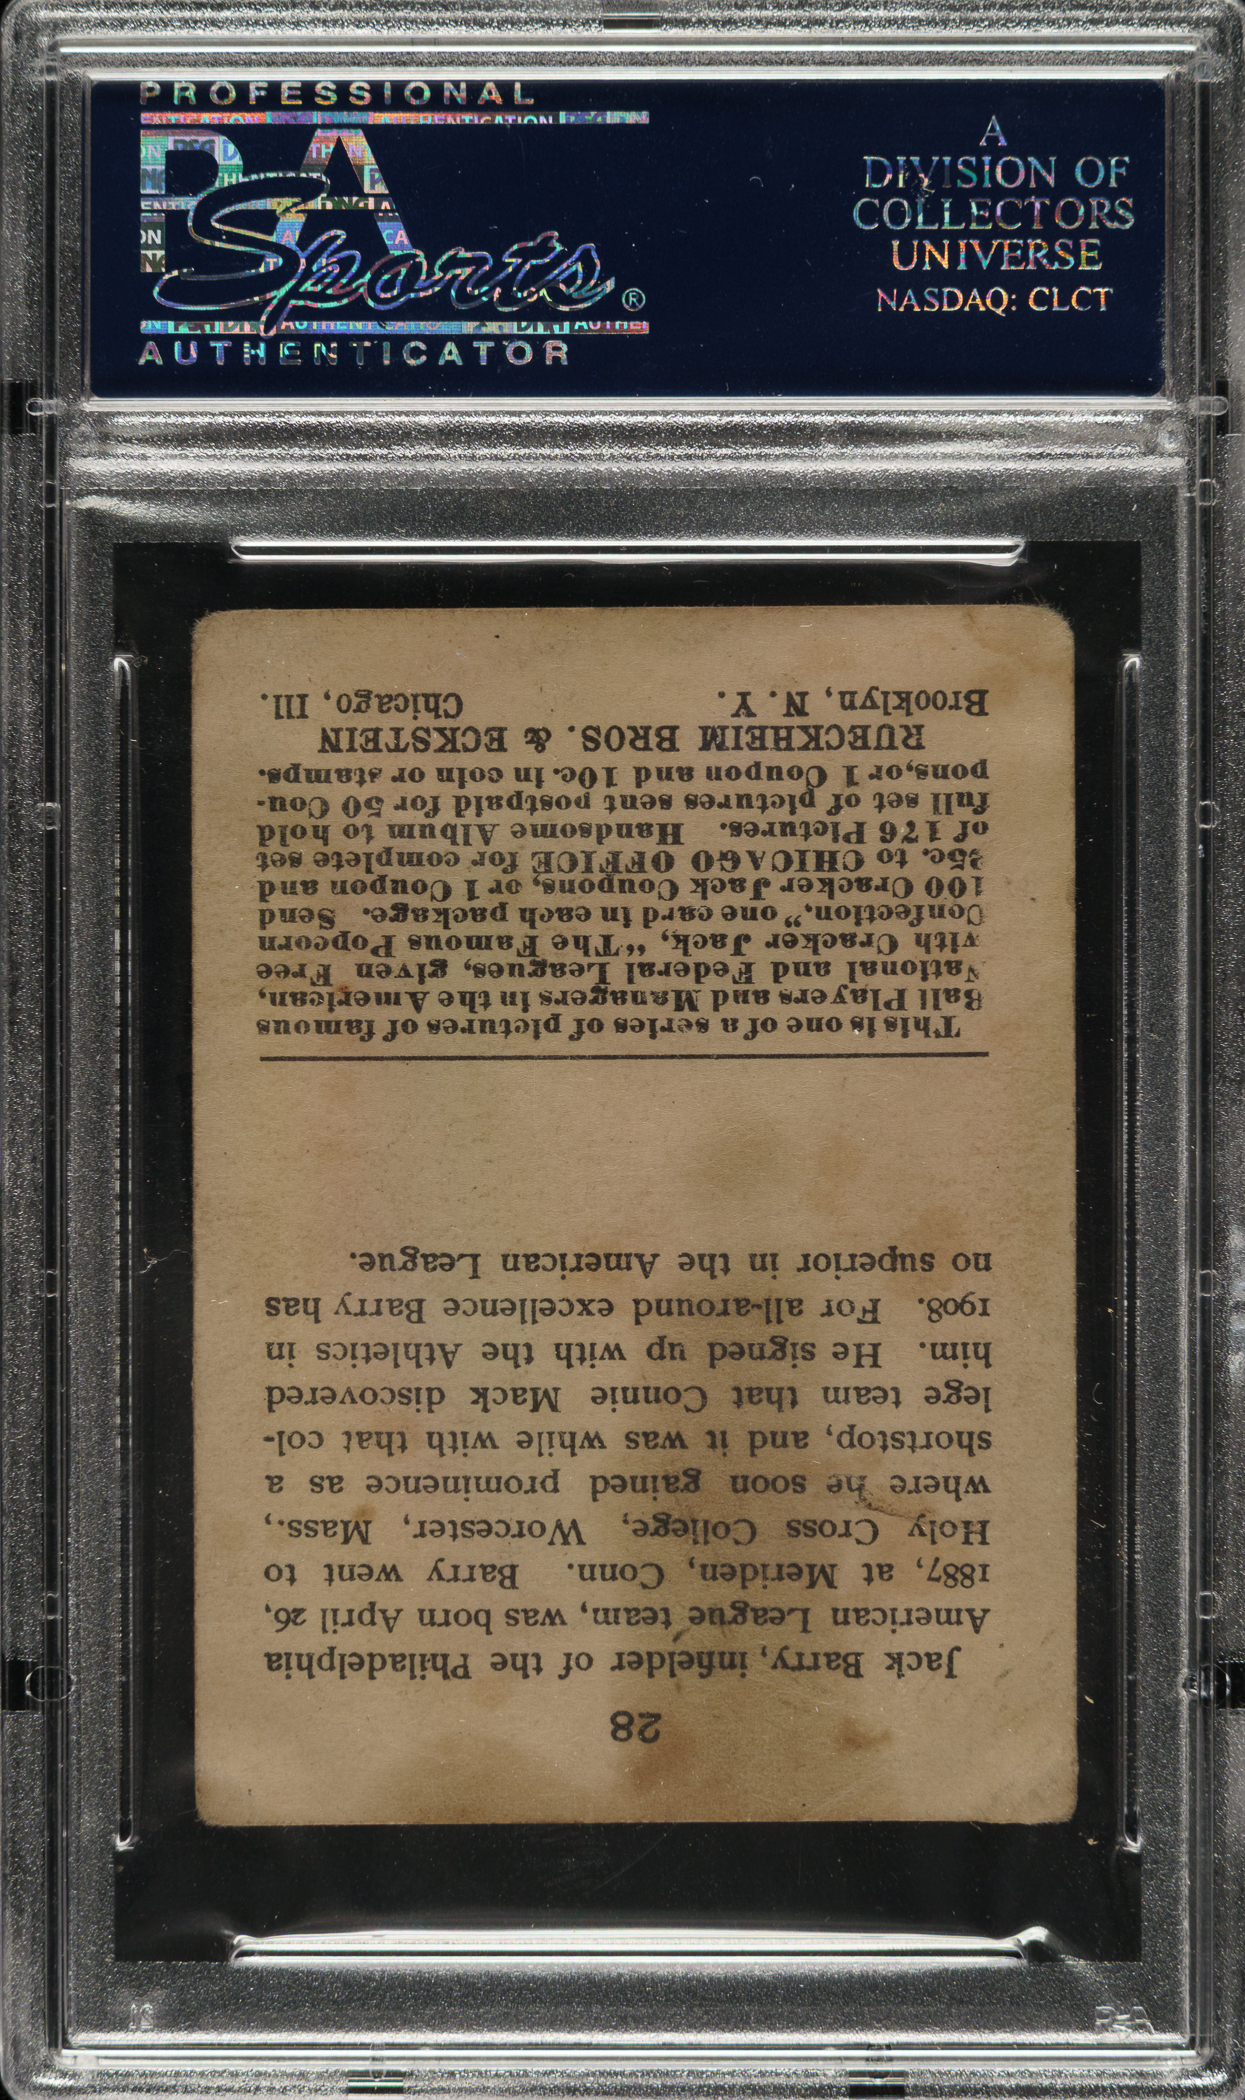 PROFESSIONAL
PSA
Sports®
AUTHENTICATOR
A
DIVISION OF
COLLECTORS
UNIVERSE
NASDAQ: CLCT
28
Jack Barry, infielder of the Philadelphia
American League team, was born April 26,
1887, at Meriden, Conn. Barry went to
Holy Cross College, Worcester, Mass.,
where he soon gained prominence as a
shortstop, and it was while with that col-
lege team that Connie Mack discovered
him. He signed up with the Athletics in
1908. For all-around excellence Barry has
no superior in the American League.
This is one of a series of pictures of famous
Ball Players and Managers in the American,
National and Federal Leagues, given Free
with Cracker Jack, "The Famous Popcorn
Confection," one card in each package. Send
100 Cracker Jack Coupons, or 1 Coupon and
25c. to CHICAGO OFFICE for complete set
of 176 Pictures. Handsome Album to hold
full set of pictures sent postpaid for 50 Cou-
pons, or 1 Coupon and 10c. in coin or stamps.
RUECKHEIM BROS. & ECKSTEIN
Brooklyn, N. Y. Chicago, Ill.
PSA